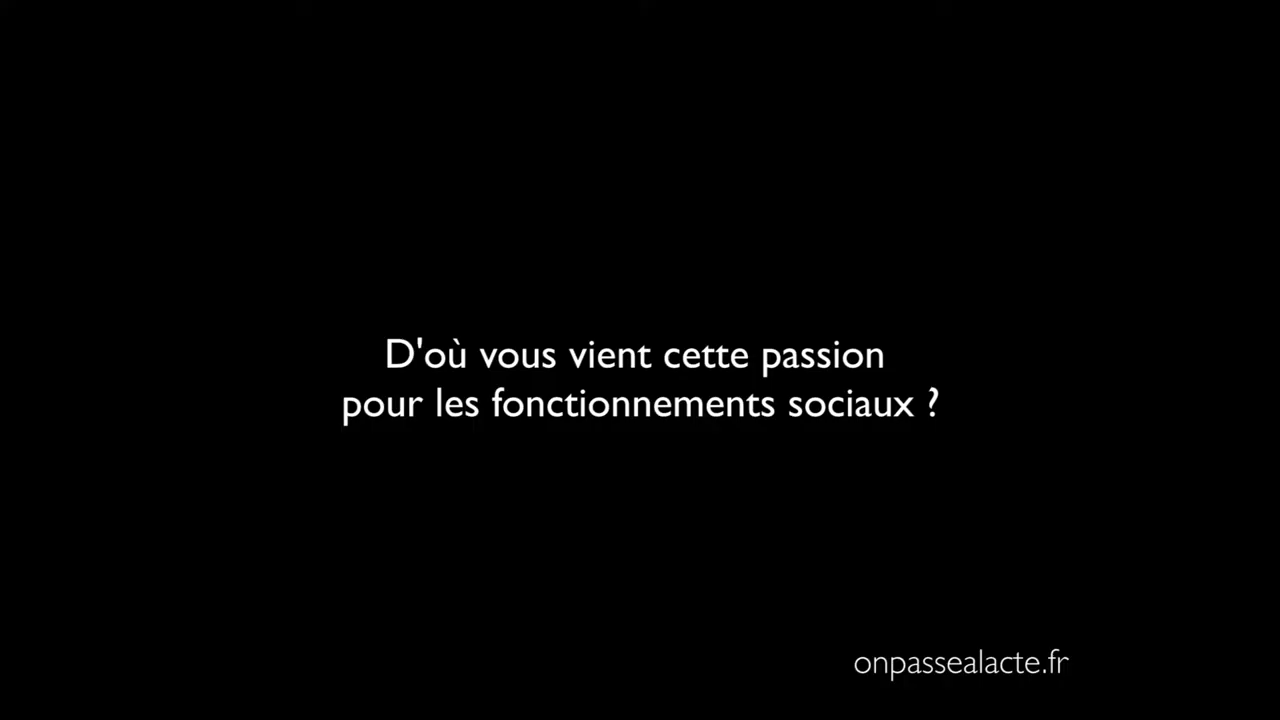 D'où vous vient cette passion
pour les fonctionnements sociaux ?
onpassealacte.fr